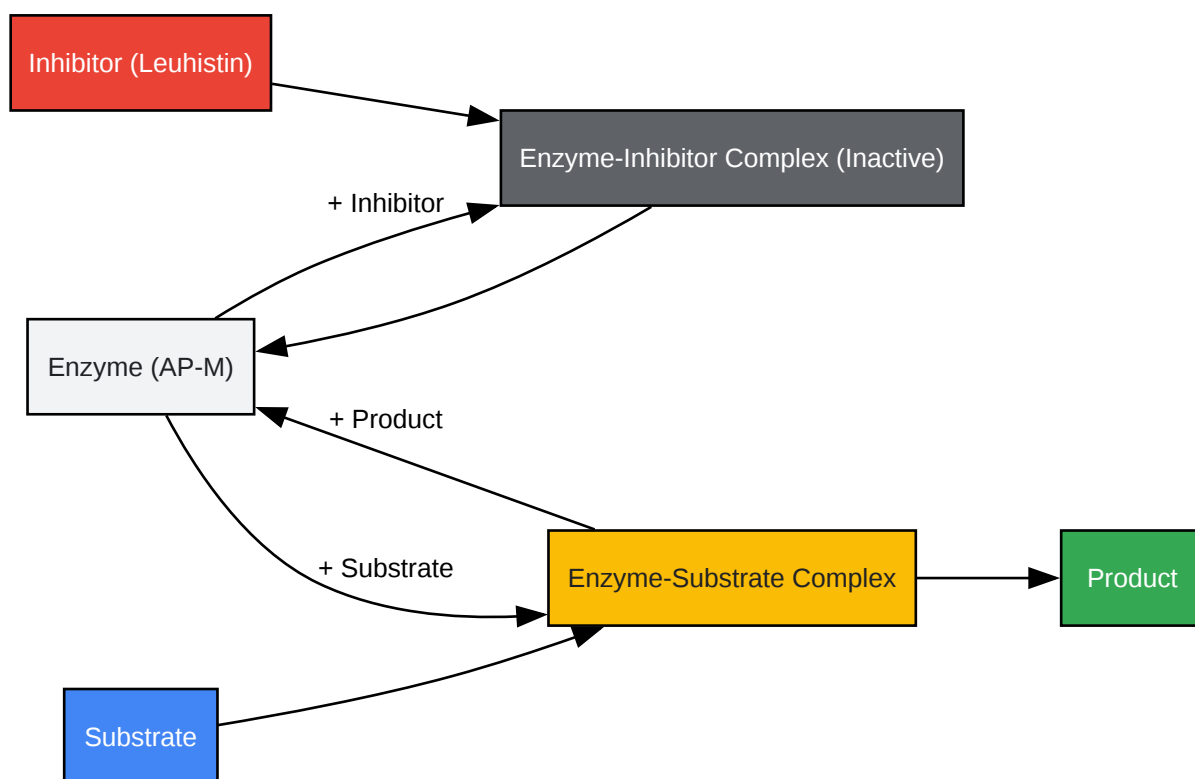 Inhibitor (Leuhistin)
Enzyme-Inhibitor Complex (Inactive)
+ Inhibitor
Enzyme (AP-M)
+ Product
+ Substrate
Enzyme-Substrate Complex
Product
Substrate